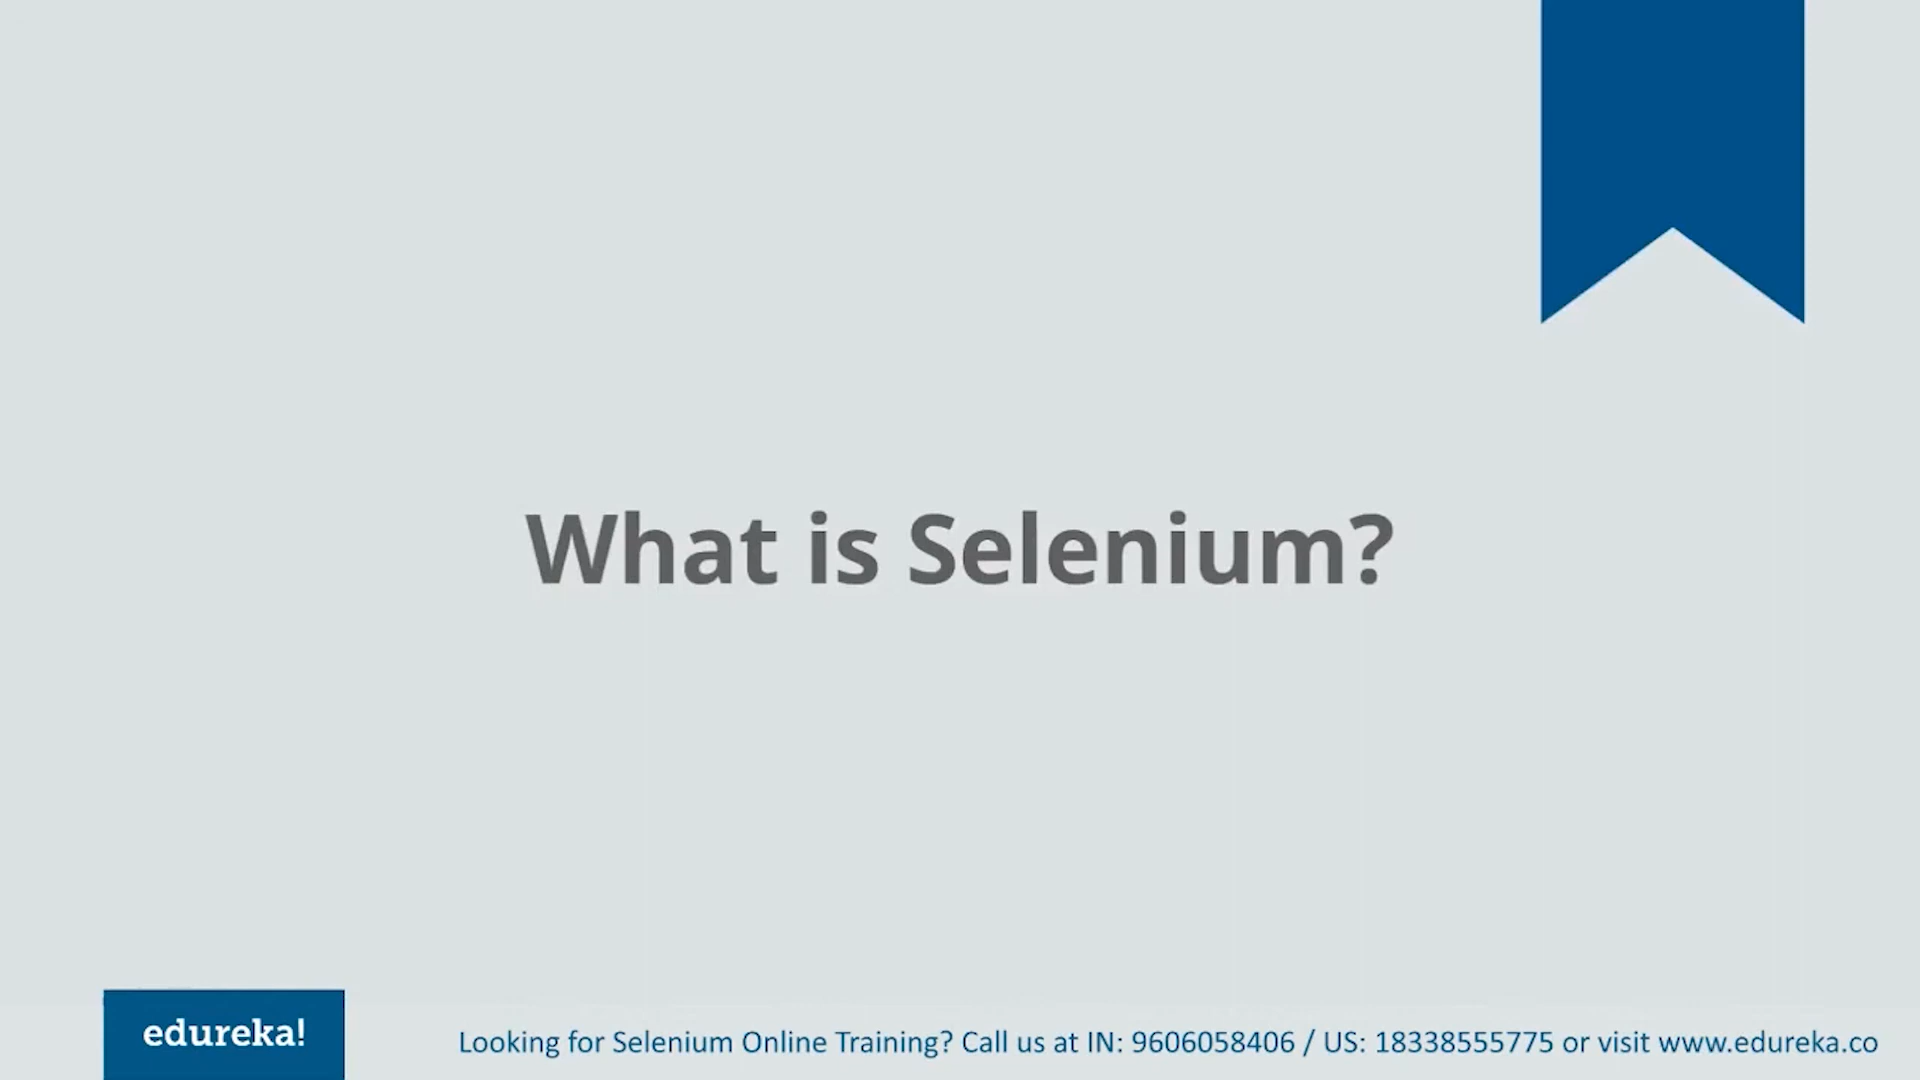 What is Selenium?
edureka!
Looking for Selenium Online Training? Call us at IN: 9606058406 / US: 18338555775 or visit www.edureka.co